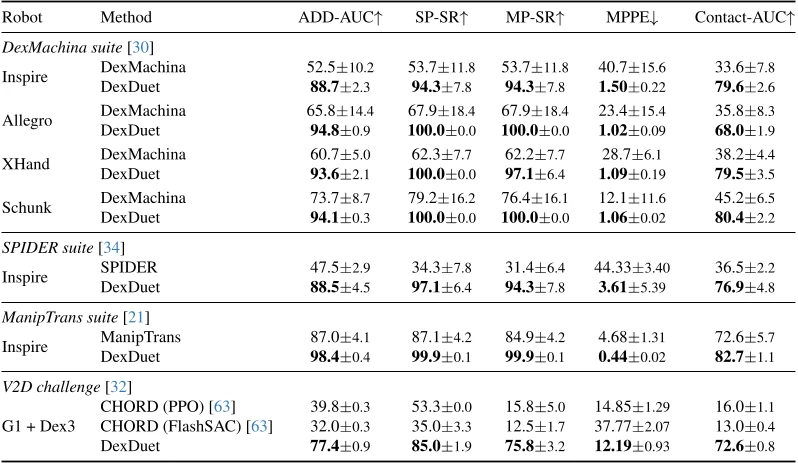 Robot Method ADD-AUC↑ SP-SR↑ MP-SR↑ MPPE↓ Contact-AUC↑
DexMachina suite [30]
Inspire DexMachina 52.5±10.2 53.7±11.8 53.7±11.8 40.7±15.6 33.6±7.8
DexDuet 88.7±2.3 94.3±7.8 94.3±7.8 1.50±0.22 79.6±2.6
Allegro DexMachina 65.8±14.4 67.9±18.4 67.9±18.4 23.4±15.4 35.8±8.3
DexDuet 94.8±0.9 100.0±0.0 100.0±0.0 1.02±0.09 68.0±1.9
XHand DexMachina 60.7±5.0 62.3±7.7 62.2±7.7 28.7±6.1 38.2±4.4
DexDuet 93.6±2.1 100.0±0.0 97.1±6.4 1.09±0.19 79.5±3.5
Schunk DexMachina 73.7±8.7 79.2±16.2 76.4±16.1 12.1±11.6 45.2±6.5
DexDuet 94.1±0.3 100.0±0.0 100.0±0.0 1.06±0.02 80.4±2.2
SPIDER suite [34]
Inspire SPIDER 47.5±2.9 34.3±7.8 31.4±6.4 44.33±3.40 36.5±2.2
DexDuet 88.5±4.5 97.1±6.4 94.3±7.8 3.61±5.39 76.9±4.8
ManipTrans suite [21]
Inspire ManipTrans 87.0±4.1 87.1±4.2 84.9±4.2 4.68±1.31 72.6±5.7
DexDuet 98.4±0.4 99.9±0.1 99.9±0.1 0.44±0.02 82.7±1.1
V2D challenge [32]
CHORD (PPO) [63] 39.8±0.3 53.3±0.0 15.8±5.0 14.85±1.29 16.0±1.1
G1 + Dex3 CHORD (FlashSAC) [63] 32.0±0.3 35.0±3.3 12.5±1.7 37.77±2.07 13.0±0.4
DexDuet 77.4±0.9 85.0±1.9 75.8±3.2 12.19±0.93 72.6±0.8